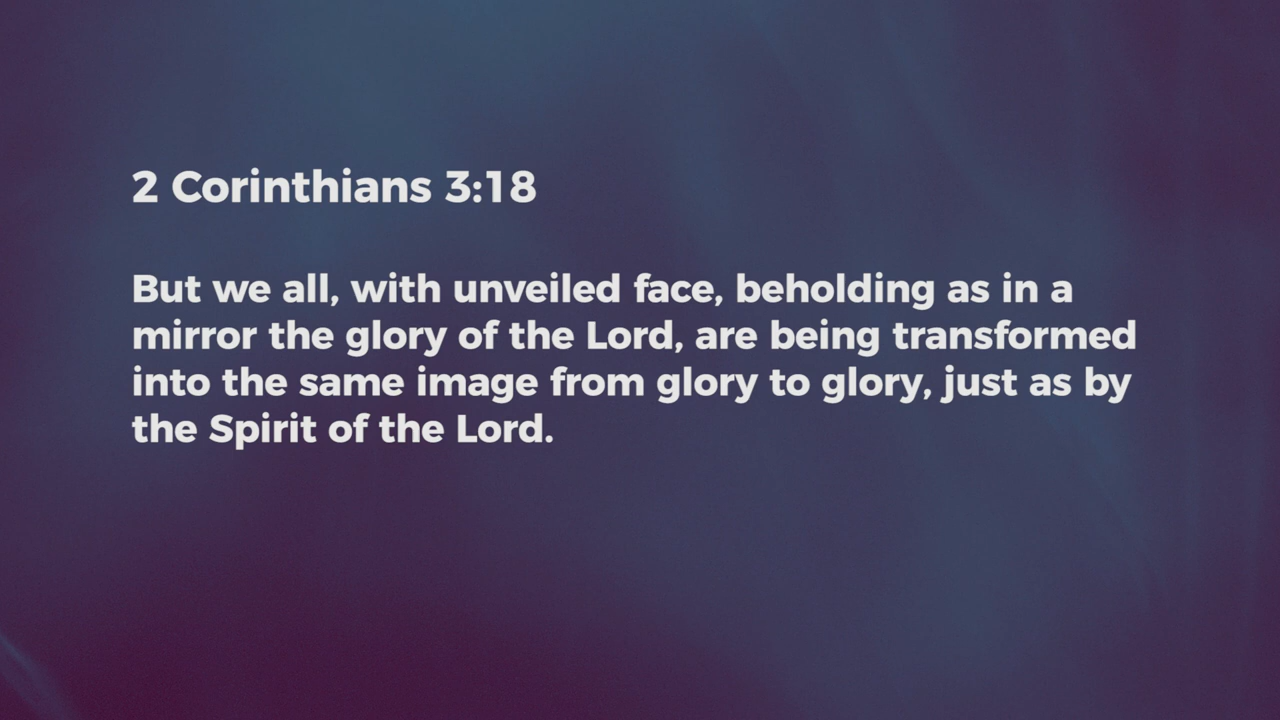 2 Corinthians 3:18
But we all, with unveiled face, beholding as in a
mirror the glory of the Lord, are being transformed
into the same image from glory to glory, just as by
the Spirit of the Lord.